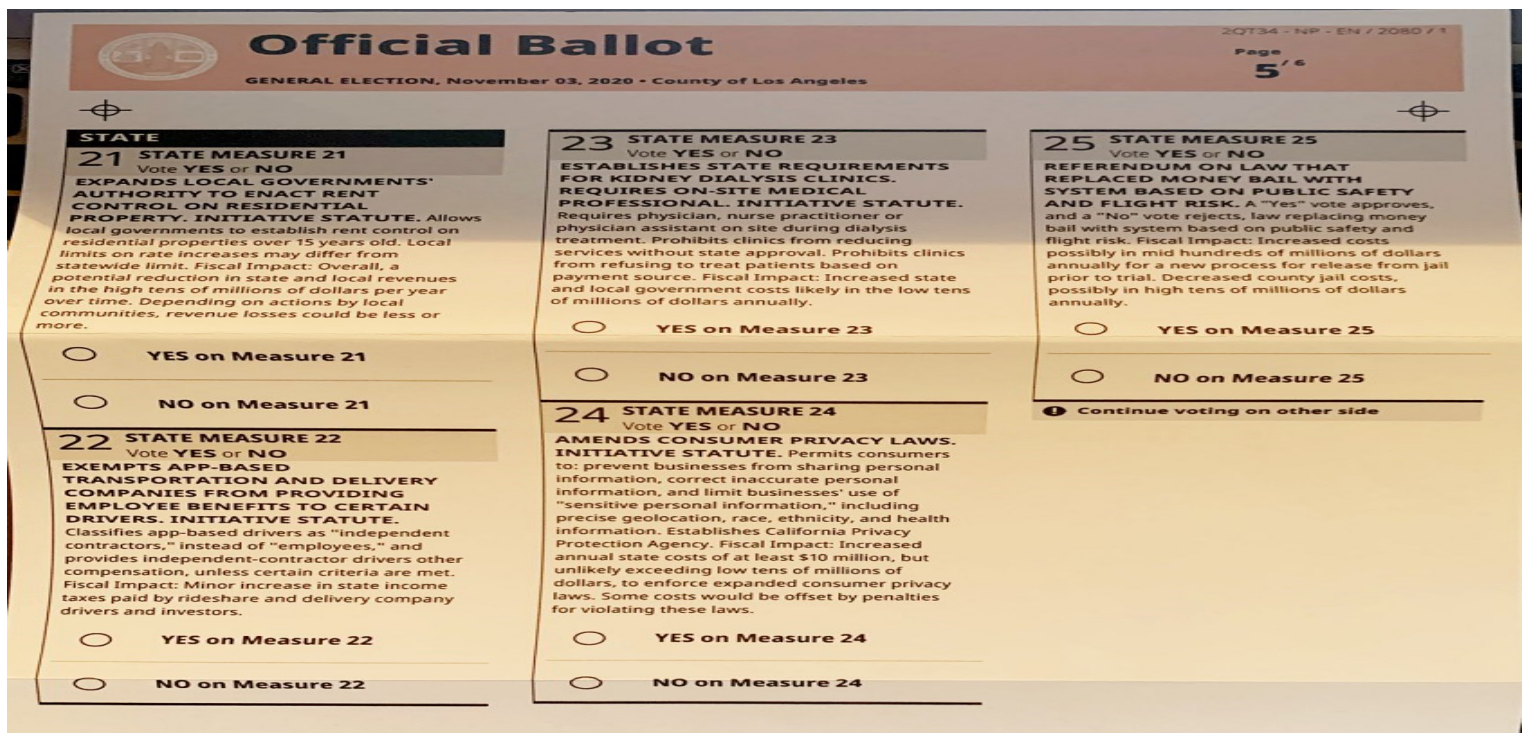 Official Ballot
GENERAL ELECTION, November 03, 2020 • County of Los Angeles
2QT34 - NP - EN / 2080 / 1
Page
5/6
STATE
21 STATE MEASURE 21
Vote YES or NO
EXPANDS LOCAL GOVERNMENTS'
AUTHORITY TO ENACT RENT
CONTROL ON RESIDENTIAL
PROPERTY. INITIATIVE STATUTE. Allows
local governments to establish rent control on
residential properties over 15 years old. Local
limits on rate increases may differ from
statewide limit. Fiscal Impact: Overall, a
potential reduction in state and local revenues
in the high tens of millions of dollars per year
over time. Depending on actions by local
communities, revenue losses could be less or
more.
YES on Measure 21
NO on Measure 21
22 STATE MEASURE 22
Vote YES or NO
EXEMPTS APP-BASED
TRANSPORTATION AND DELIVERY
COMPANIES FROM PROVIDING
EMPLOYEE BENEFITS TO CERTAIN
DRIVERS. INITIATIVE STATUTE.
Classifies app-based drivers as "independent
contractors," instead of "employees," and
provides independent-contractor drivers other
compensation, unless certain criteria are met.
Fiscal Impact: Minor increase in state income
taxes paid by rideshare and delivery company
drivers and investors.
YES on Measure 22
NO on Measure 22
23 STATE MEASURE 23
Vote YES or NO
ESTABLISHES STATE REQUIREMENTS
FOR KIDNEY DIALYSIS CLINICS.
REQUIRES ON-SITE MEDICAL
PROFESSIONAL. INITIATIVE STATUTE.
Requires physician, nurse practitioner or
physician assistant on site during dialysis
treatment. Prohibits clinics from reducing
services without state approval. Prohibits clinics
from refusing to treat patients based on
payment source. Fiscal Impact: Increased state
and local government costs likely in the low tens
of millions of dollars annually.
YES on Measure 23
NO on Measure 23
24 STATE MEASURE 24
Vote YES or NO
AMENDS CONSUMER PRIVACY LAWS.
INITIATIVE STATUTE. Permits consumers
to: prevent businesses from sharing personal
information, correct inaccurate personal
information, and limit businesses' use of
"sensitive personal information," including
precise geolocation, race, ethnicity, and health
information. Establishes California Privacy
Protection Agency. Fiscal Impact: Increased
annual state costs of at least $10 million, but
unlikely exceeding low tens of millions of
dollars, to enforce expanded consumer privacy
laws. Some costs would be offset by penalties
for violating these laws.
YES on Measure 24
NO on Measure 24
25 STATE MEASURE 25
Vote YES or NO
REFERENDUM ON LAW THAT
REPLACED MONEY BAIL WITH
SYSTEM BASED ON PUBLIC SAFETY
AND FLIGHT RISK. A "Yes" vote approves,
and a "No" vote rejects, law replacing money
bail with system based on public safety and
flight risk. Fiscal Impact: Increased costs
possibly in mid hundreds of millions of dollars
annually for a new process for release from jail
prior to trial. Decreased county jail costs,
possibly in high tens of millions of dollars
annually.
YES on Measure 25
NO on Measure 25
Continue voting on other side